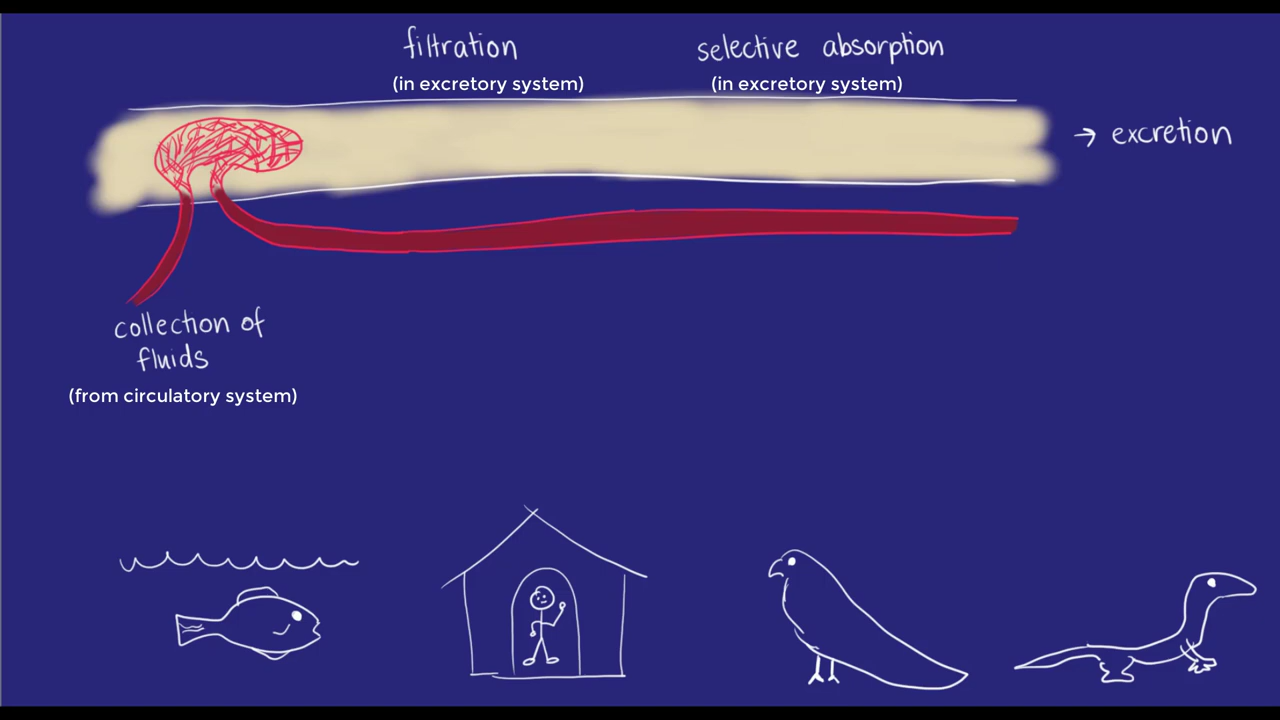 filtration
(in excretory system)
selective absorption
(in excretory system)
→ excretion
collection of
fluids
(from circulatory system)